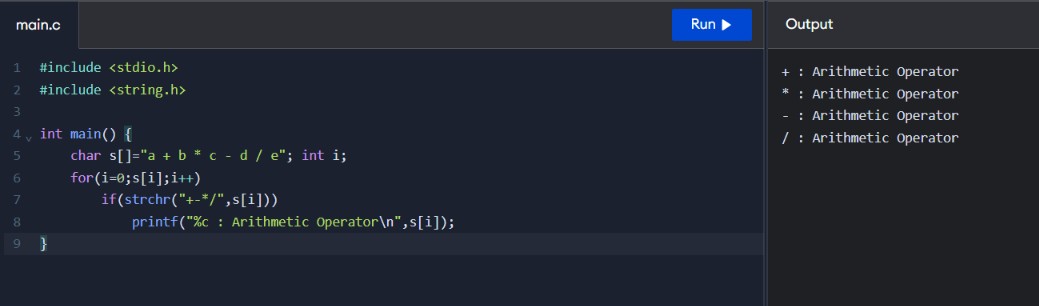 main.c
Run
1 #include <stdio.h>
2 #include <string.h>
3
4 int main() {
5     char s[]="a + b * c - d / e"; int i;
6     for(i=0;s[i];i++)
7         if(strchr("+-*/",s[i]))
8             printf("%c : Arithmetic Operator\n",s[i]);
9 }
Output
+ : Arithmetic Operator
* : Arithmetic Operator
- : Arithmetic Operator
/ : Arithmetic Operator